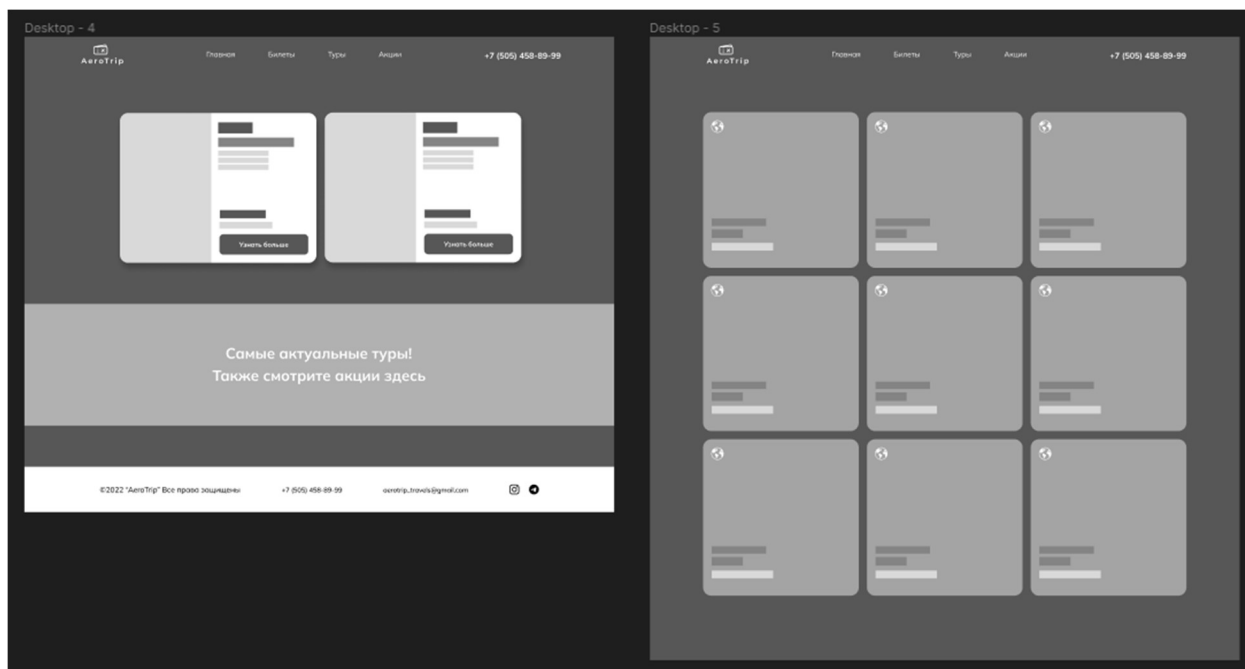 Desktop - 4
AeroTrip
Главная Билеты Туры Акции
+7 (505) 458-89-99
Узнать больше
Узнать больше
Самые актуальные туры!
Также смотрите акции здесь
©2022 "AeroTrip" Все права защищены
+7 (505) 458-89-99
aerotrip_travels@gmail.com
Desktop - 5
AeroTrip
Главная Билеты Туры Акции
+7 (505) 458-89-99